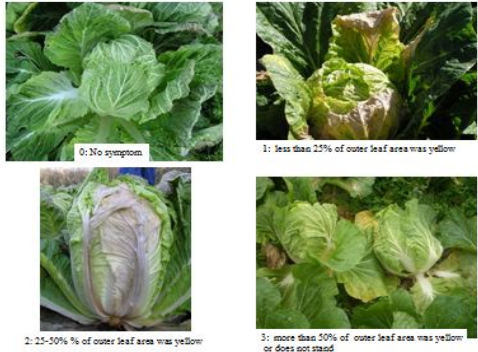 0: No symptom
1: less than 25% of outer leaf area was yellow
2: 25-50% % of outer leaf area was yellow
3: more than 50% of outer leaf area was yellow
or does not stand